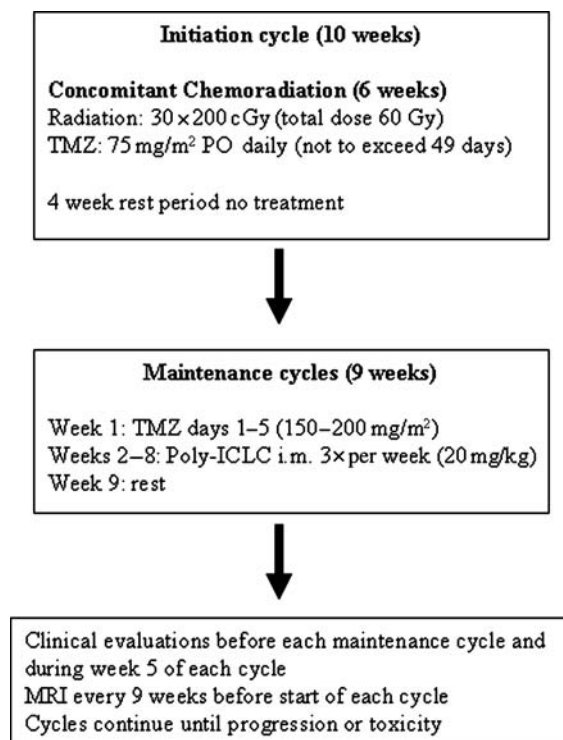 Initiation cycle (10 weeks)
Concomitant Chemoradiation (6 weeks)
Radiation: 30 × 200 cGy (total dose 60 Gy)
TMZ: 75 mg/m² PO daily (not to exceed 49 days)
4 week rest period no treatment
Maintenance cycles (9 weeks)
Week 1: TMZ days 1–5 (150–200 mg/m²)
Weeks 2–8: Poly-ICLC i.m. 3× per week (20 mg/kg)
Week 9: rest
Clinical evaluations before each maintenance cycle and
during week 5 of each cycle
MRI every 9 weeks before start of each cycle
Cycles continue until progression or toxicity